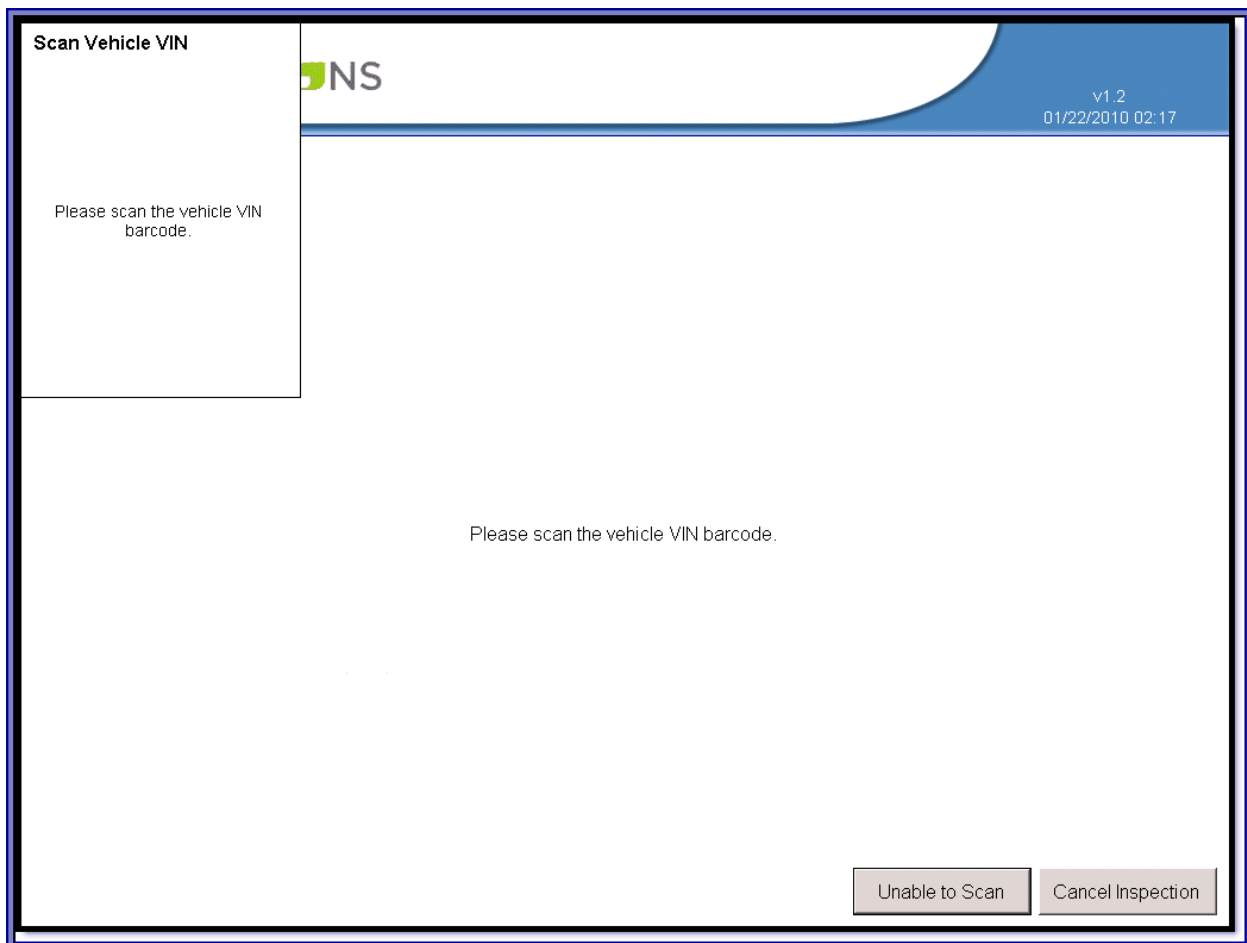 Scan Vehicle VIN
NS
v1.2
01/22/2010 02:17
Please scan the vehicle VIN
barcode.
Please scan the vehicle VIN barcode.
Unable to Scan
Cancel Inspection